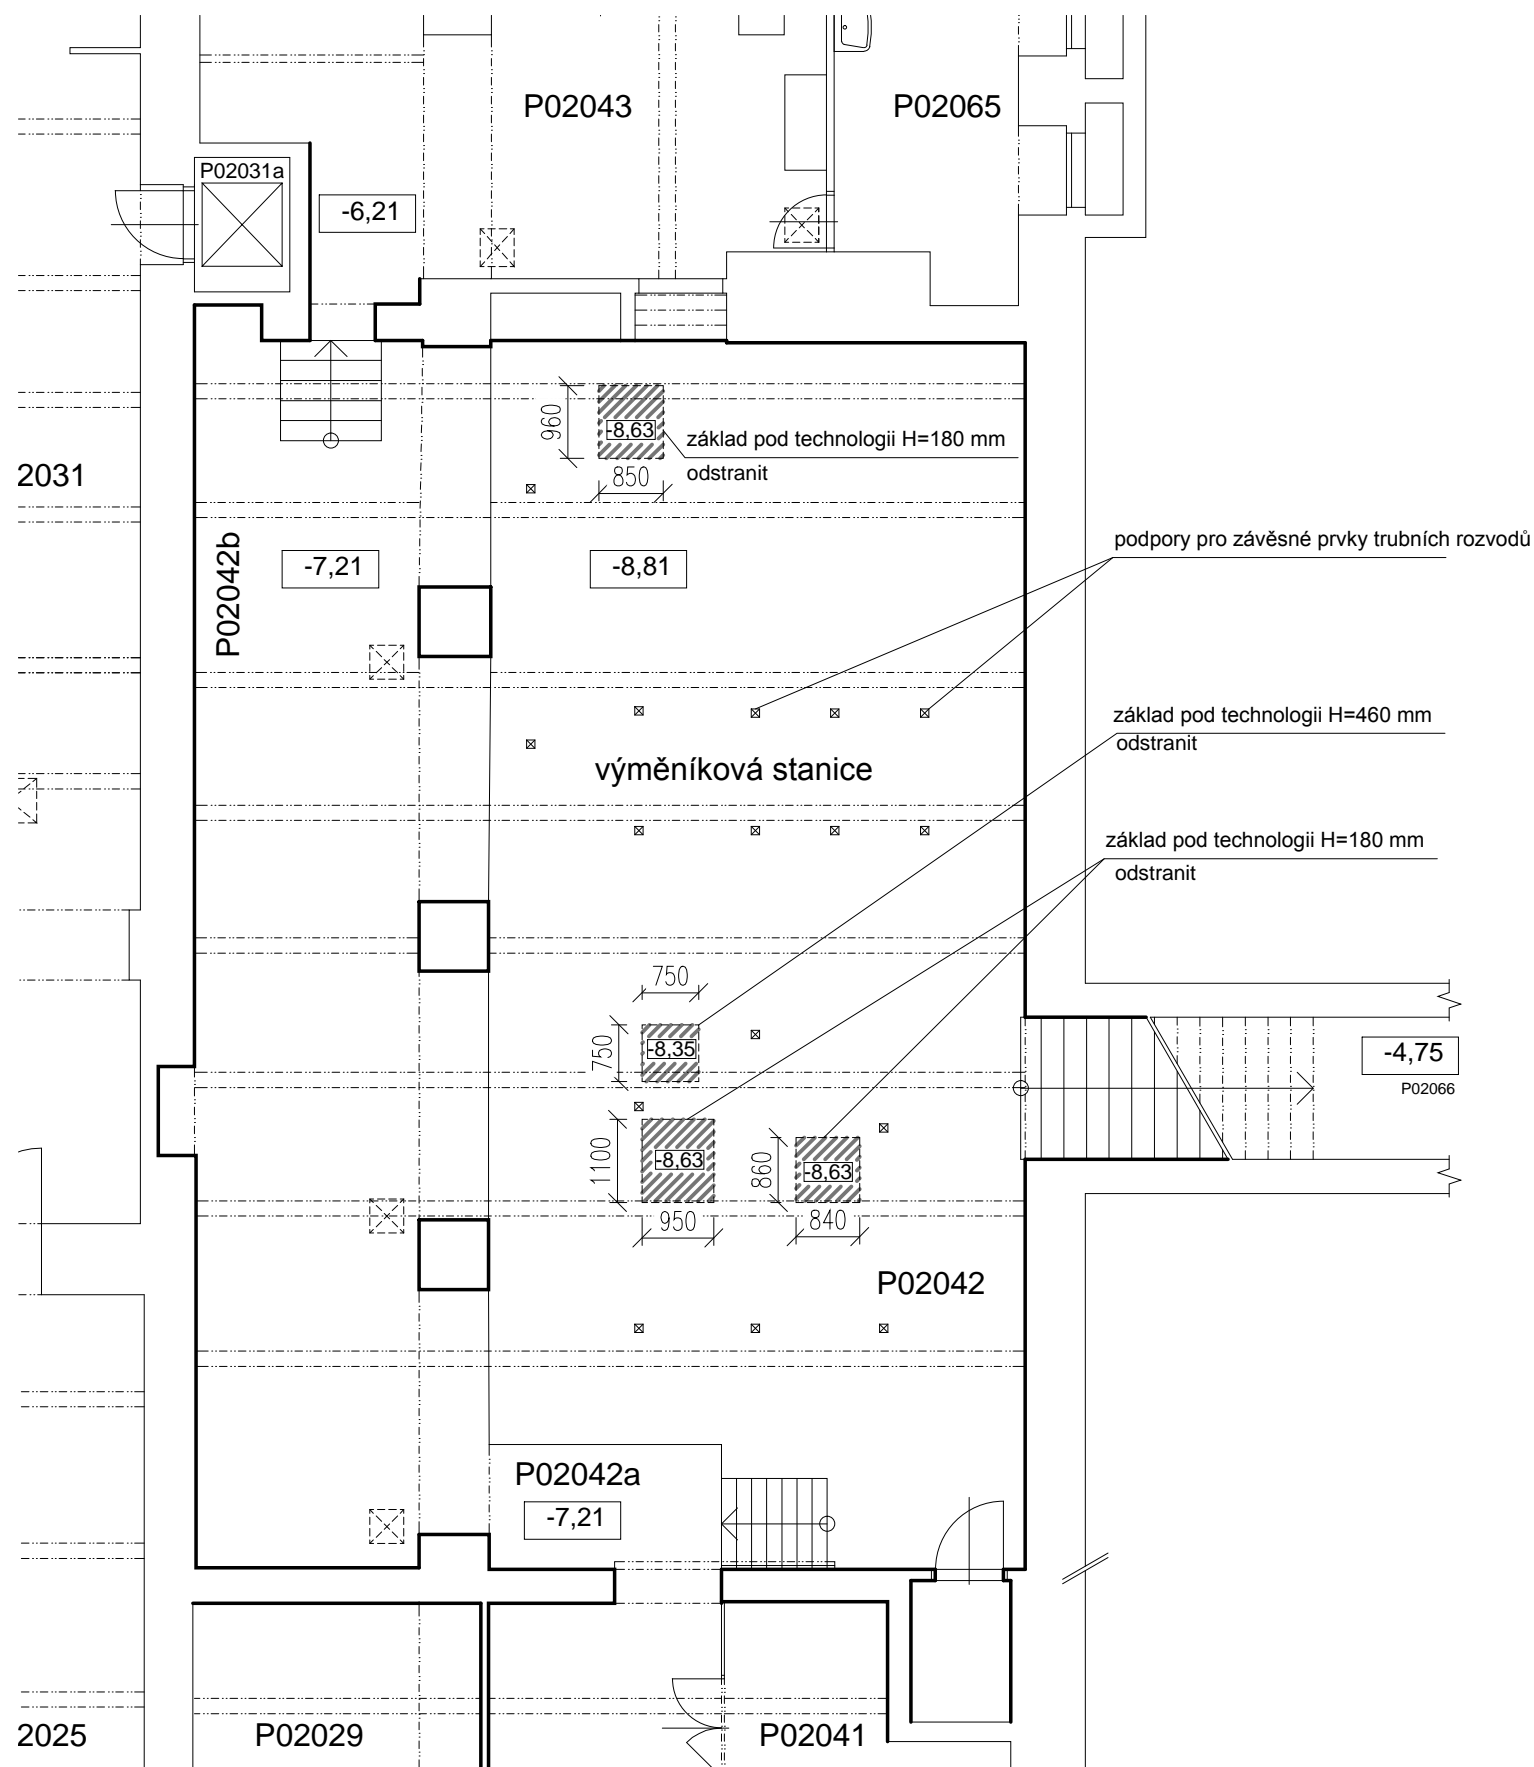 P02043
P02065
P02031a
-6,21
960
-8,63
základ pod technologii H=180 mm
odstranit
850
2031
P02042b
-7,21
-8,81
podpory pro závěsné prvky trubních rozvodů
základ pod technologii H=460 mm
odstranit
výměníková stanice
základ pod technologii H=180 mm
odstranit
750
750
-8,35
-4,75
P02066
1100
-8,63
860
-8,63
950
840
P02042
P02042a
-7,21
2025
P02029
P02041